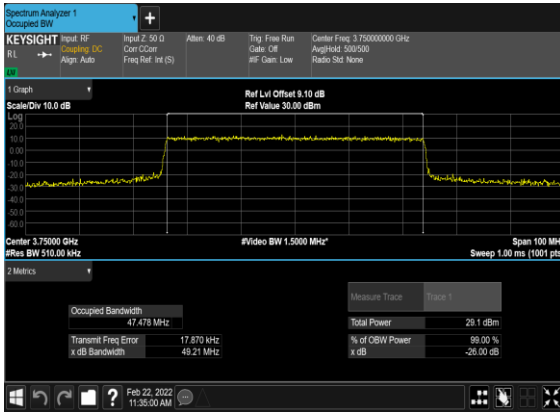 Spectrum Analyzer 1
Occupied BW
+
KEYSIGHT
RL
LXI
Input: RF
Coupling: DC
Align: Auto
Input Z: 50 Ω
Corr CCorr
Freq Ref: Int (S)
Atten: 40 dB
Trig: Free Run
Gate: Off
#IF Gain: Low
Center Freq: 3.750000000 GHz
Avg|Hold: 500/500
Radio Std: None
1 Graph
Scale/Div 10.0 dB
Ref Lvl Offset 9.10 dB
Ref Value 30.00 dBm
Log
20.0
10.0
0.00
-10.0
-20.0
-30.0
-40.0
-50.0
-60.0
Center 3.75000 GHz
#Res BW 510.00 kHz
#Video BW 1.5000 MHz*
Span 100 MH
Sweep 1.00 ms (1001 pts
2 Metrics
Measure Trace
Trace 1
Occupied Bandwidth
47.478 MHz
Total Power
29.1 dBm
Transmit Freq Error
17.870 kHz
% of OBW Power
99.00 %
x dB Bandwidth
49.21 MHz
x dB
-26.00 dB
?
Feb 22, 2022
11:35:00 AM